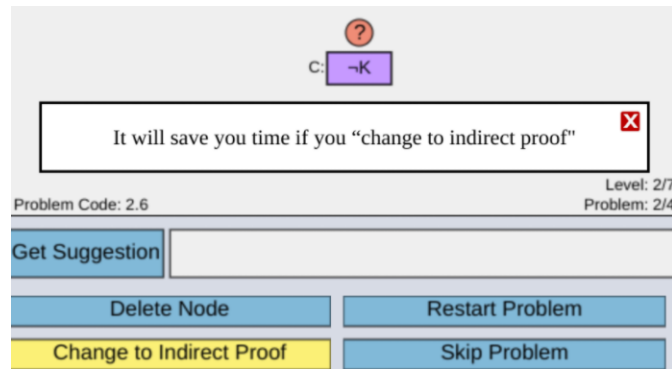 ?
C: ¬K
It will save you time if you “change to indirect proof"
X
Level: 2/7
Problem Code: 2.6
Problem: 2/4
Get Suggestion
Delete Node
Restart Problem
Change to Indirect Proof
Skip Problem